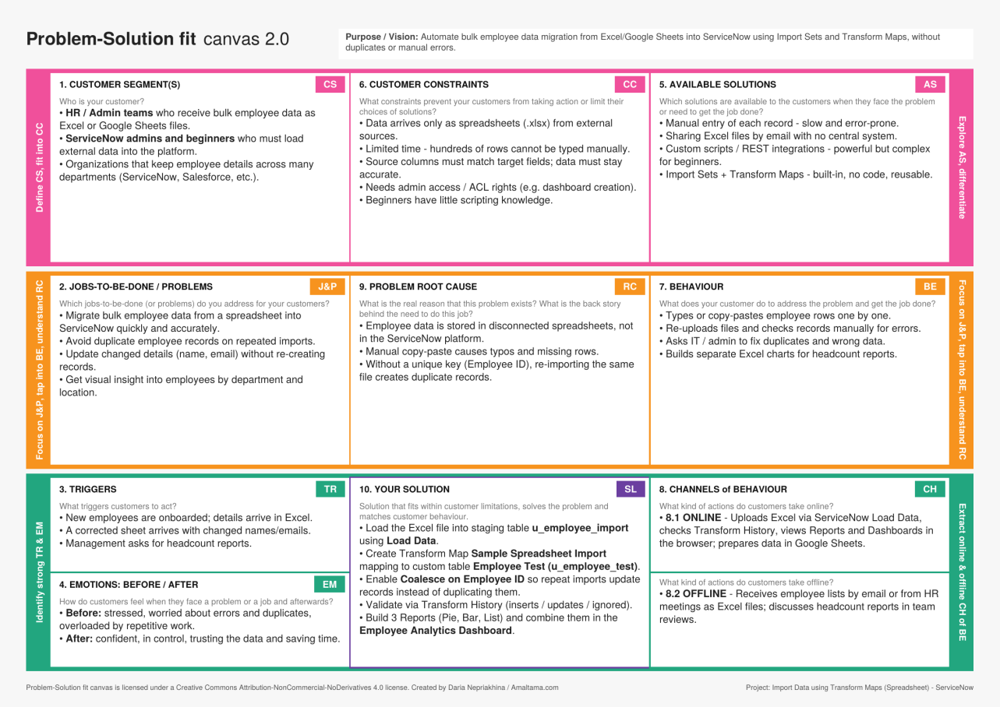 Problem-Solution fit canvas 2.0
Purpose / Vision: Automate bulk employee data migration from Excel/Google Sheets into ServiceNow using Import Sets and Transform Maps, without
duplicates or manual errors.
Define CS, fit into CC
1. CUSTOMER SEGMENT(S)
CS
Who is your customer?
• HR / Admin teams who receive bulk employee data as
Excel or Google Sheets files.
• ServiceNow admins and beginners who must load
external data into the platform.
• Organizations that keep employee details across many
departments (ServiceNow, Salesforce, etc.).
6. CUSTOMER CONSTRAINTS
CC
What constraints prevent your customers from taking action or limit their
choices of solutions?
• Data arrives only as spreadsheets (.xlsx) from external
sources.
• Limited time - hundreds of rows cannot be typed manually.
• Source columns must match target fields; data must stay
accurate.
• Needs admin access / ACL rights (e.g. dashboard creation).
• Beginners have little scripting knowledge.
5. AVAILABLE SOLUTIONS
AS
Which solutions are available to the customers when they face the problem
or need to get the job done?
• Manual entry of each record - slow and error-prone.
• Sharing Excel files by email with no central system.
• Custom scripts / REST integrations - powerful but complex
for beginners.
• Import Sets + Transform Maps - built-in, no code, reusable.
Explore AS, differentiate
Focus on J&P, tap into BE, understand RC
2. JOBS-TO-BE-DONE / PROBLEMS
J&P
Which jobs-to-be-done (or problems) do you address for your customers?
• Migrate bulk employee data from a spreadsheet into
ServiceNow quickly and accurately.
• Avoid duplicate employee records on repeated imports.
• Update changed details (name, email) without re-creating
records.
• Get visual insight into employees by department and
location.
9. PROBLEM ROOT CAUSE
RC
What is the real reason that this problem exists? What is the back story
behind the need to do this job?
• Employee data is stored in disconnected spreadsheets, not
in the ServiceNow platform.
• Manual copy-paste causes typos and missing rows.
• Without a unique key (Employee ID), re-importing the same
file creates duplicate records.
7. BEHAVIOUR
BE
What does your customer do to address the problem and get the job done?
• Types or copy-pastes employee rows one by one.
• Re-uploads files and checks records manually for errors.
• Asks IT / admin to fix duplicates and wrong data.
• Builds separate Excel charts for headcount reports.
Focus on J&P, tap into BE, understand RC
Identify strong TR & EM
3. TRIGGERS
TR
What triggers customers to act?
• New employees are onboarded; details arrive in Excel.
• A corrected sheet arrives with changed names/emails.
• Management asks for headcount reports.
4. EMOTIONS: BEFORE / AFTER
EM
How do customers feel when they face a problem or a job and afterwards?
• Before: stressed, worried about errors and duplicates,
overloaded by repetitive work.
• After: confident, in control, trusting the data and saving time.
10. YOUR SOLUTION
SL
Solution that fits within customer limitations, solves the problem and
matches customer behaviour.
• Load the Excel file into staging table u_employee_import
using Load Data.
• Create Transform Map Sample Spreadsheet Import
mapping to custom table Employee Test (u_employee_test).
• Enable Coalesce on Employee ID so repeat imports update
records instead of duplicating them.
• Validate via Transform History (inserts / updates / ignored).
• Build 3 Reports (Pie, Bar, List) and combine them in the
Employee Analytics Dashboard.
8. CHANNELS of BEHAVIOUR
CH
What kind of actions do customers take online?
• 8.1 ONLINE - Uploads Excel via ServiceNow Load Data,
checks Transform History, views Reports and Dashboards in
the browser; prepares data in Google Sheets.
What kind of actions do customers take offline?
• 8.2 OFFLINE - Receives employee lists by email or from HR
meetings as Excel files; discusses headcount reports in team
reviews.
Extract online & offline CH of BE
Problem-Solution fit canvas is licensed under a Creative Commons Attribution-NonCommercial-NoDerivatives 4.0 license. Created by Daria Nepriakhina / Amaltama.com
Project: Import Data using Transform Maps (Spreadsheet) - ServiceNow